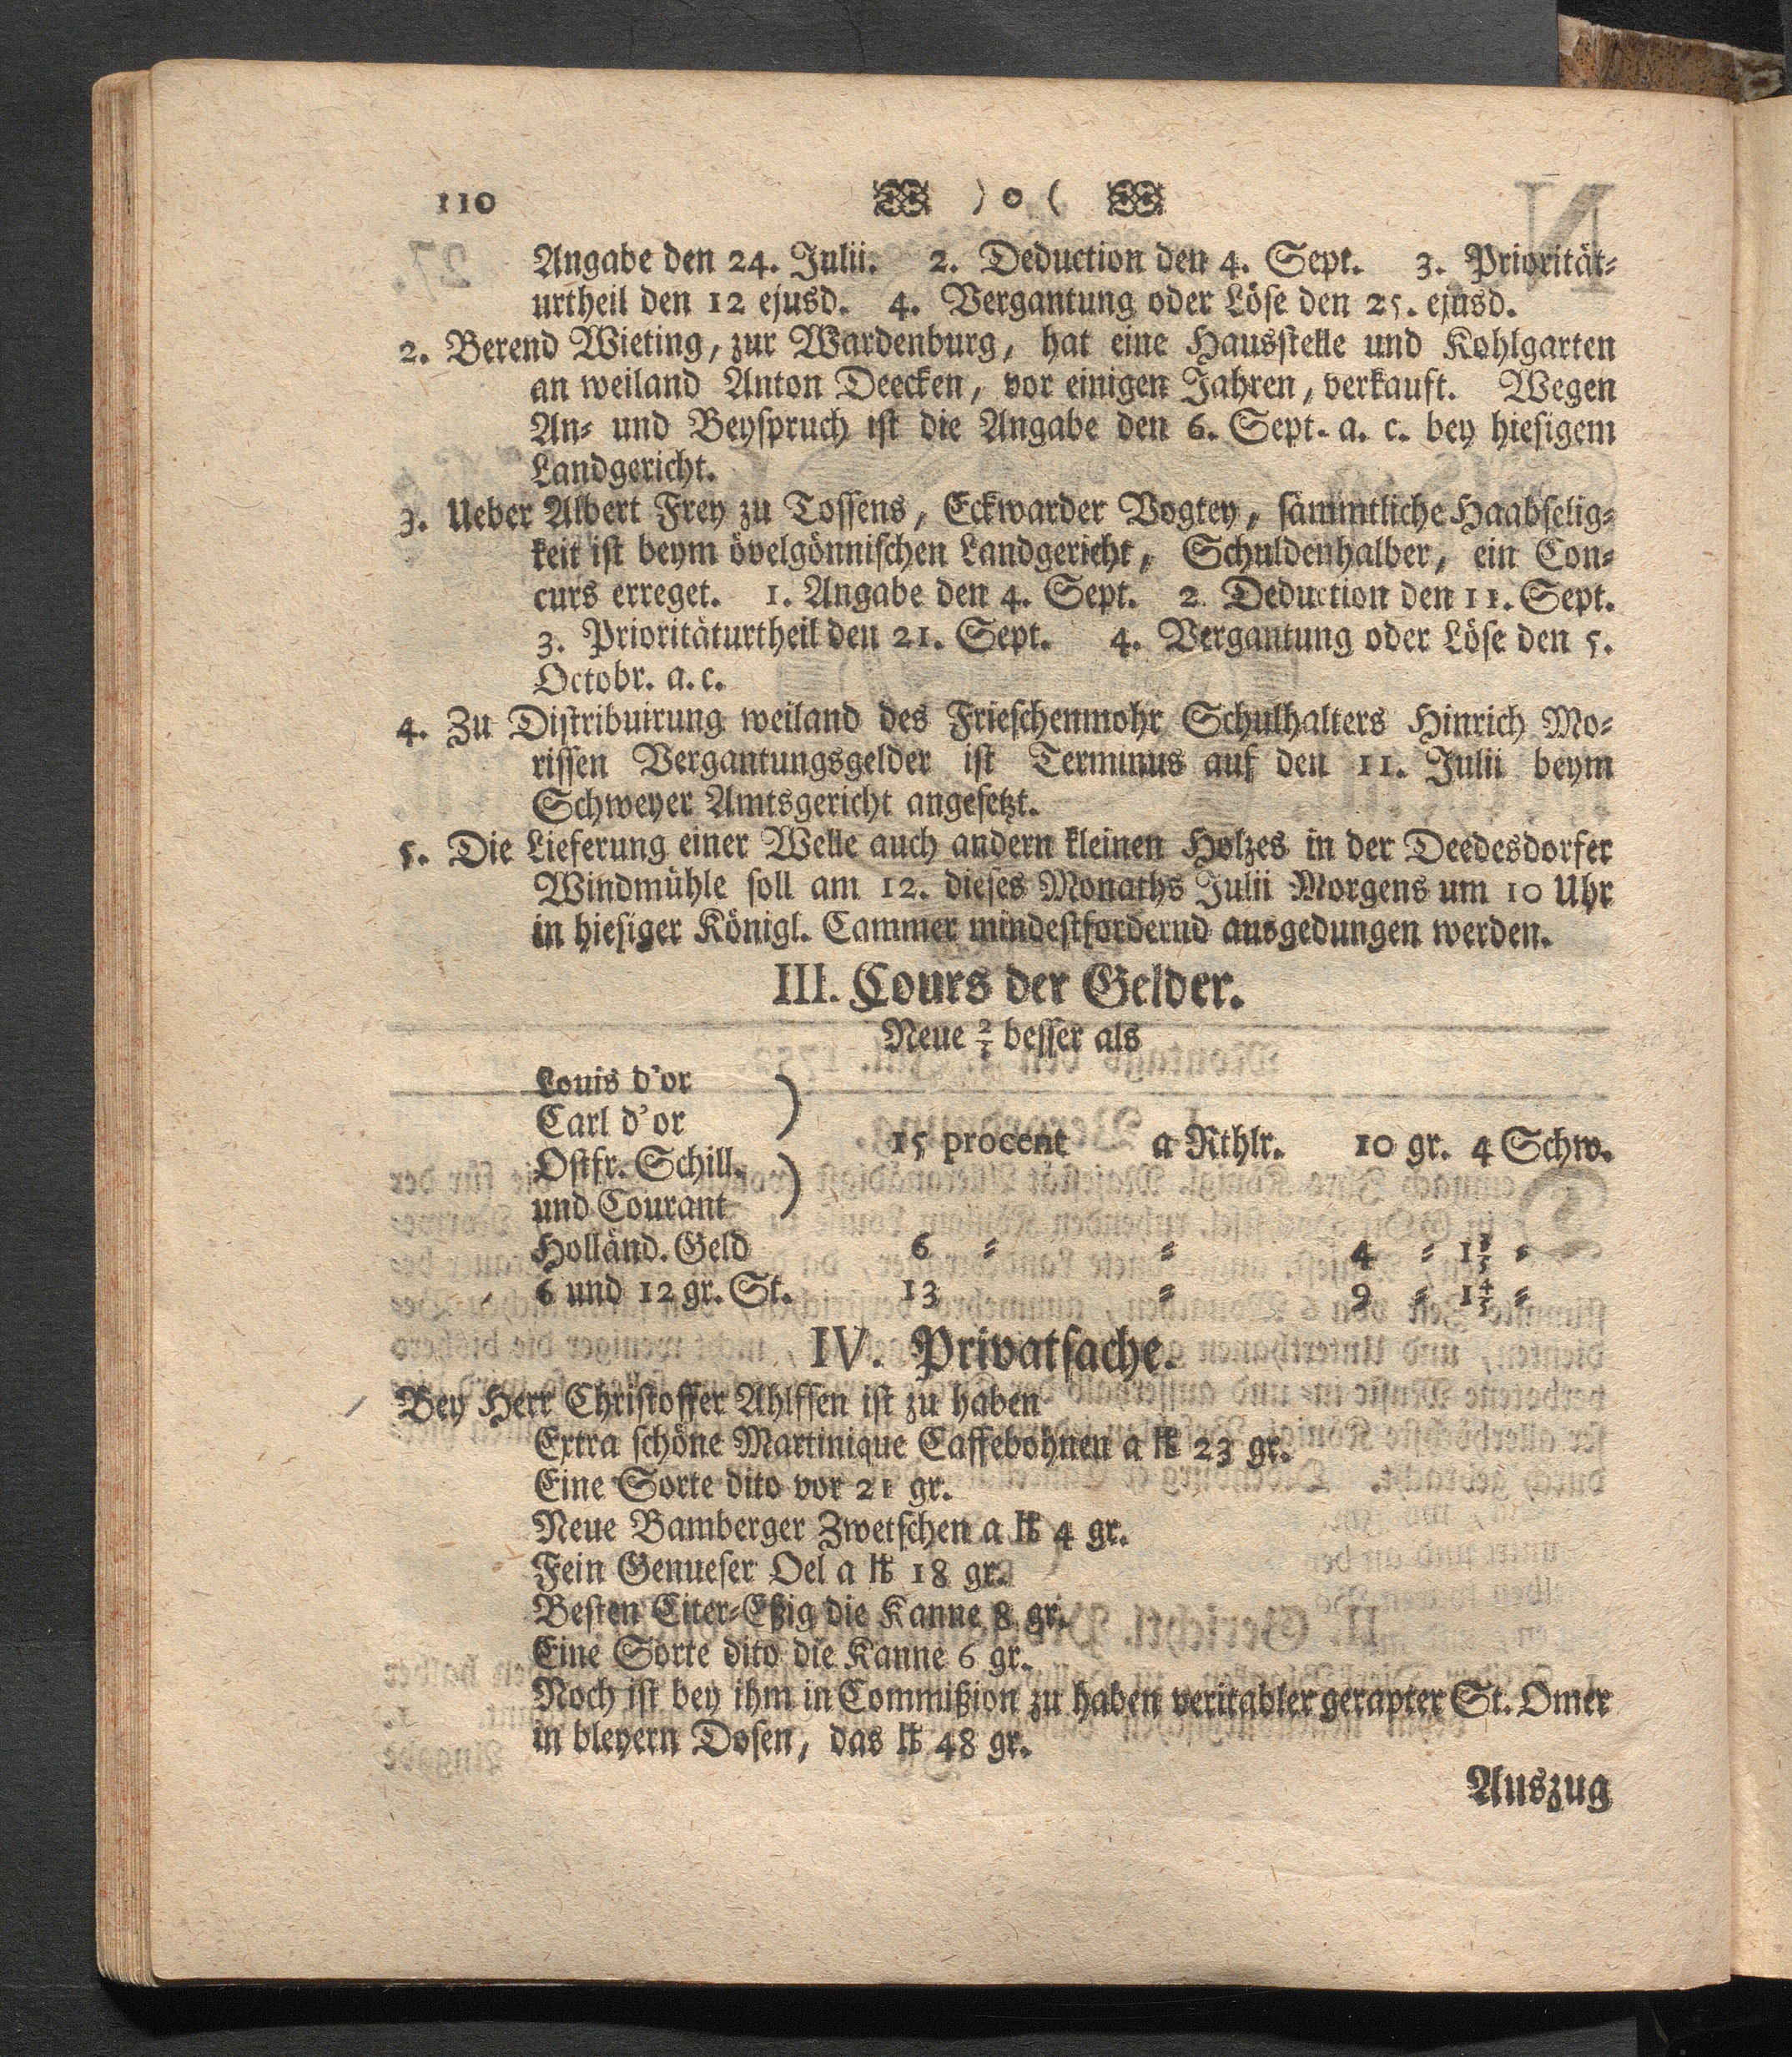 110 ) o (
Angabe den 24. Julii. 2. Deduction den 4. Sept. 3. Priorität-
urtheil den 12 ejusd. 4. Vergantung oder Löse den 25. ejusd.
2. Berend Wieting, zur Wardenburg, hat eine Hausstelle und Kohlgarten
an weiland Anton Deecken, vor einigen Jahren, verkauft. Wegen
An- und Beyspruch ist die Angabe den 6. Sept. a. c. bey hiesigem
Landgericht.
3. Ueber Albert Frey zu Tossens, Eckwarder Vogtey, sämmtliche Haabselig-
keit ist beym övelgönnischen Landgericht, Schuldenhalber, ein Con-
curs erreget. 1. Angabe den 4. Sept. 2. Deduction den 11. Sept.
3. Prioritäturtheil den 21. Sept. 4. Vergantung oder Löse den 5.
Octobr. a. c.
4. Zu Distribuirung weiland des Frieschenmohr Schulhalters Hinrich Mo-
rissen Vergantungsgelder ist Terminus auf den 11. Julii beym
Schweyer Amtsgericht angesetzt.
5. Die Lieferung einer Welle auch andern kleinen Holzes in der Deedesdorfer
Windmühle soll am 12. dieses Monaths Julii Morgens um 10 Uhr
in hiesiger Königl. Cammer mindestfordernd ausgedungen werden.
III. Cours der Gelder.
Neue 2/3 besser als
Louis d'or
Carl d'or )
15 procent a Rthlr. 10 gr. 4 Schw.
Ostfr. Schill.
und Courant )
Holländ. Geld 6 = = 4 = 1 =
6 und 12 gr. St. 13 = 9 = 1 4/5 =
IV. Privatsache.
Bey Herr Christoffer Ahlssen ist zu haben
Extra schöne Martinique Caffebohnen a ℔ 23 gr.
Eine Sorte dito vor 21 gr.
Neue Bamberger Zwetschen a ℔ 4 gr.
Fein Genueser Oel a ℔ 18 gr.
Besten Citer-Eßig die Kanne 8 gr.
Eine Sorte dito die Kanne 6 gr.
Noch ist bey ihm in Commißion zu haben veritabler gerapter St. Omer
in bleyern Dosen, das ℔ 48 gr.
Auszug